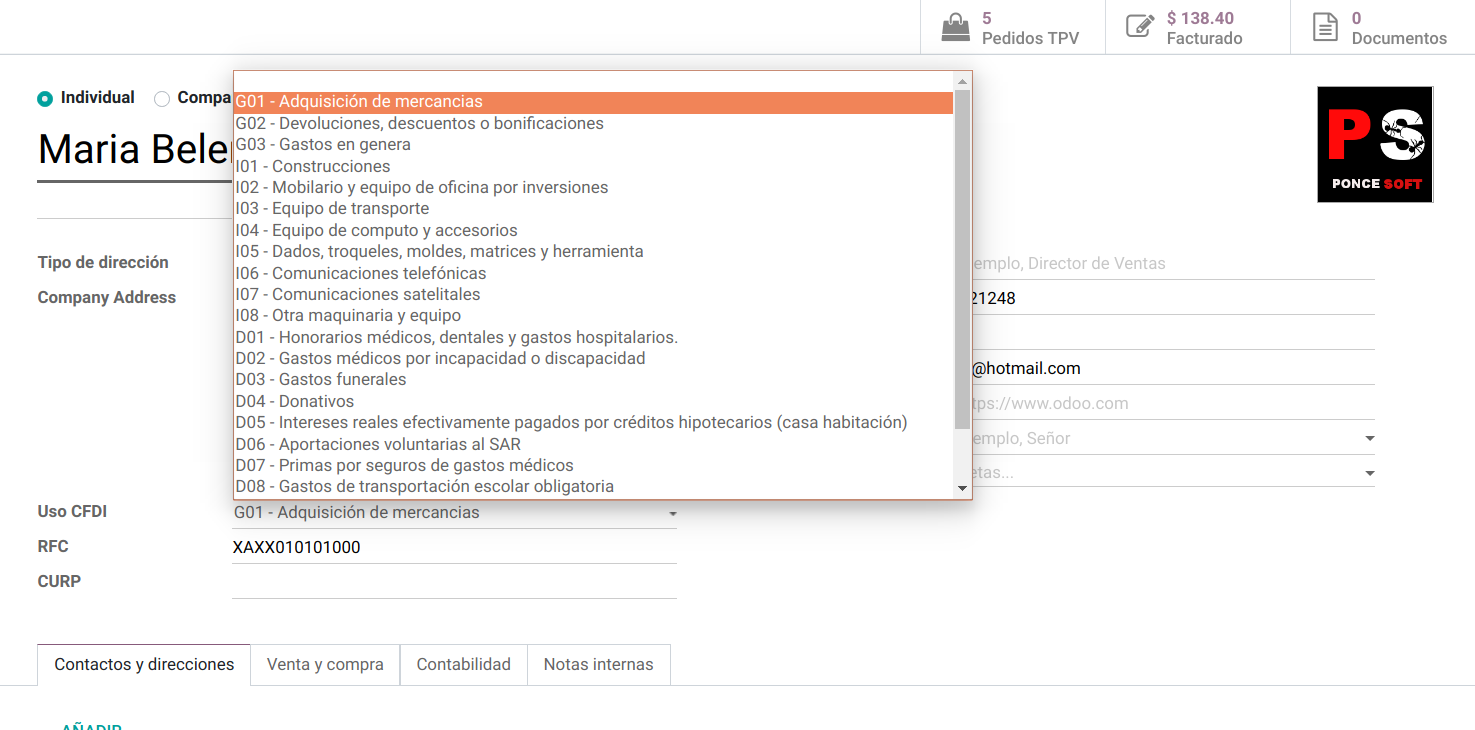 5
Pedidos TPV
$ 138.40
Facturado
0
Documentos
Individual
Compa
Maria Bele
PS
PONCE SOFT
G01 - Adquisición de mercancias
G02 - Devoluciones, descuentos o bonificaciones
G03 - Gastos en genera
I01 - Construcciones
I02 - Mobilario y equipo de oficina por inversiones
I03 - Equipo de transporte
I04 - Equipo de computo y accesorios
I05 - Dados, troqueles, moldes, matrices y herramienta
I06 - Comunicaciones telefónicas
I07 - Comunicaciones satelitales
I08 - Otra maquinaria y equipo
D01 - Honorarios médicos, dentales y gastos hospitalarios.
D02 - Gastos médicos por incapacidad o discapacidad
D03 - Gastos funerales
D04 - Donativos
D05 - Intereses reales efectivamente pagados por créditos hipotecarios (casa habitación)
D06 - Aportaciones voluntarias al SAR
D07 - Primas por seguros de gastos médicos
D08 - Gastos de transportación escolar obligatoria
Tipo de dirección
Company Address
emplo, Director de Ventas
21248
@hotmail.com
tps://www.odoo.com
emplo, Señor
etas...
Uso CFDI
G01 - Adquisición de mercancias
RFC
XAXX010101000
CURP
Contactos y direcciones
Venta y compra
Contabilidad
Notas internas
AÑADIR